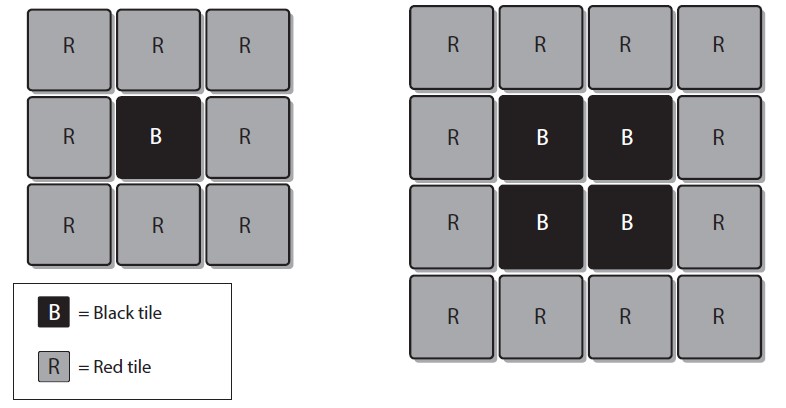 R R R
R B R
R R R
B = Black tile
R = Red tile
R R R R
R B B R
R B B R
R R R R